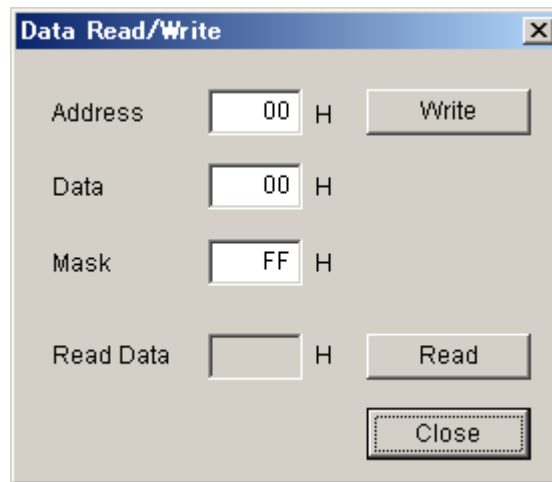 Data Read/Write
Address 00 H Write
Data 00 H
Mask FF H
Read Data H Read
Close